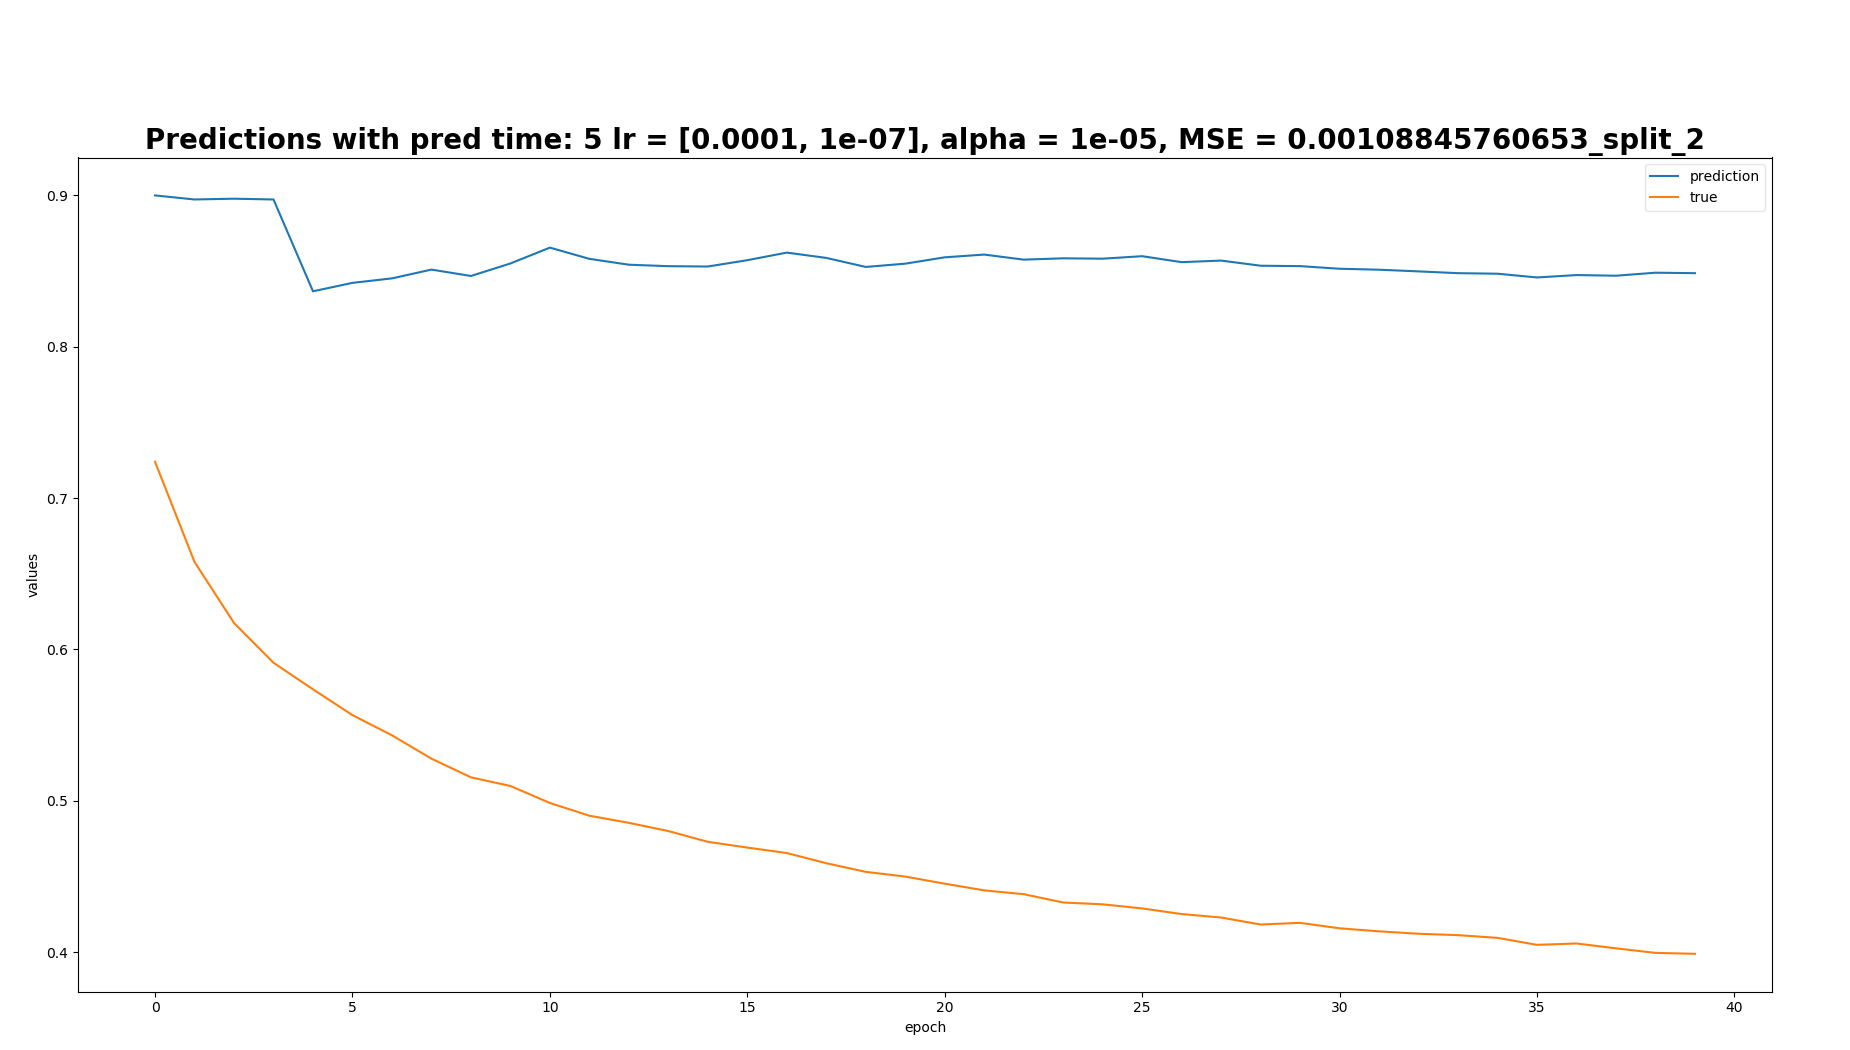 Predictions with pred time: 5 lr = [0.0001, 1e-07], alpha = 1e-05, MSE = 0.00108845760653_split_2
prediction
true
0.9
0.8
0.7
0.6
0.5
0.4
values
0 5 10 15 20 25 30 35 40
epoch